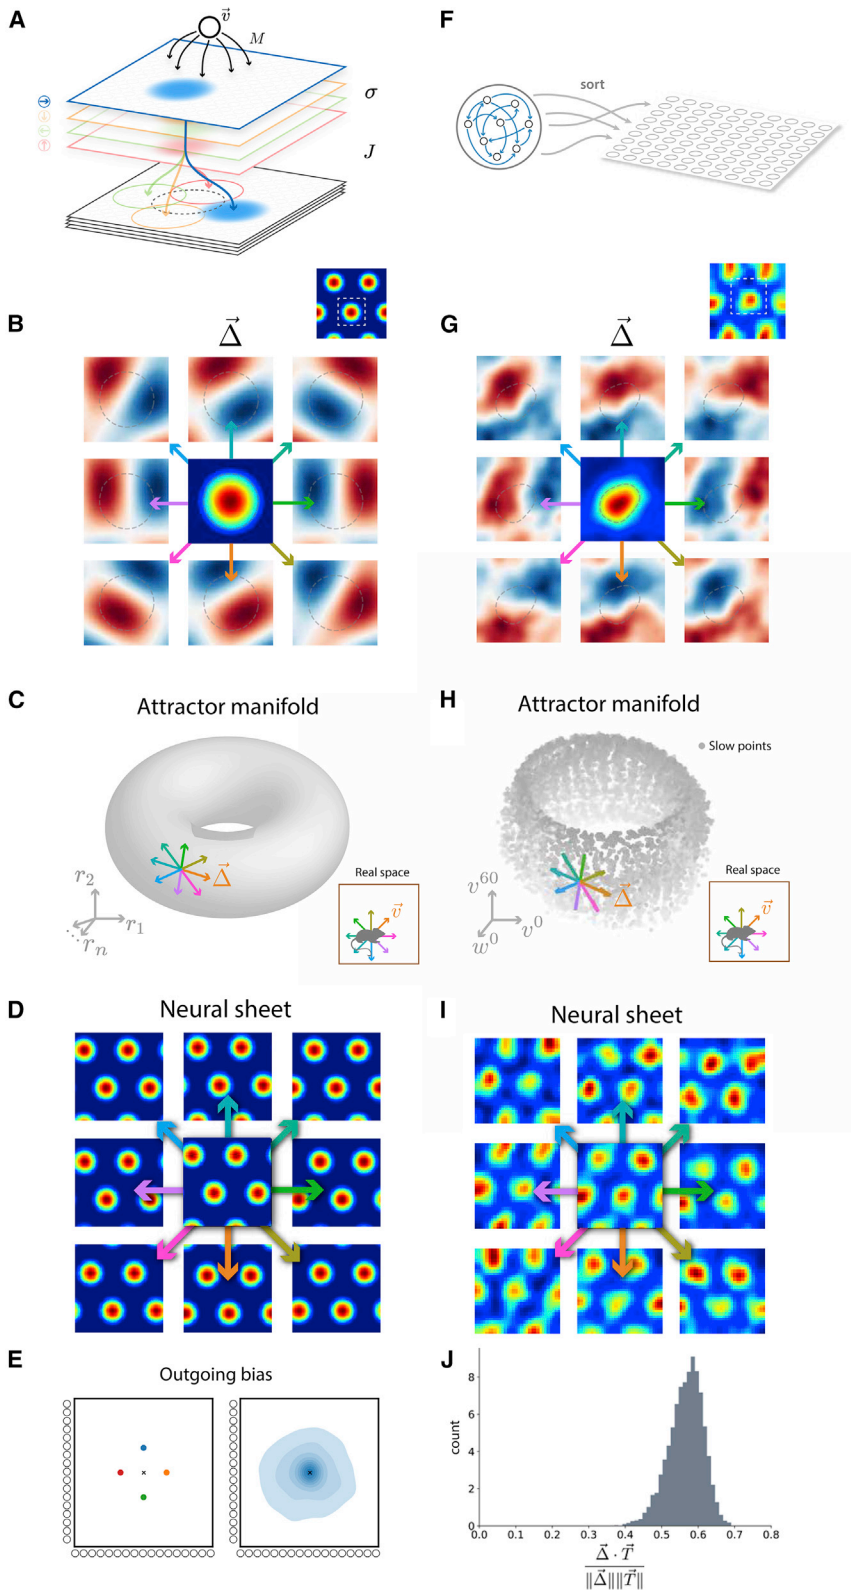 A
v⃗
M
σ
J
F
sort
B
Δ⃗
G
Δ⃗
C
Attractor manifold
Δ⃗
r₂
r₁
rₙ
Real space
v⃗
H
Attractor manifold
Slow points
Δ⃗
v⁶⁰
v⁰
w⁰
Real space
v⃗
D
Neural sheet
I
Neural sheet
E
Outgoing bias
J
count
8
6
4
2
0
0.0 0.1 0.2 0.3 0.4 0.5 0.6 0.7 0.8
Δ⃗ · T⃗
‖Δ⃗‖‖T⃗‖